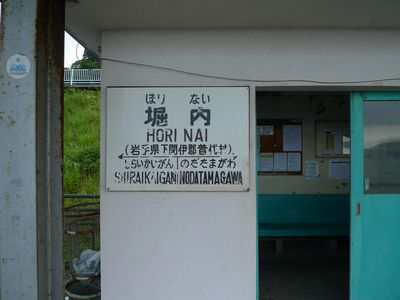 ほり ない
堀 内
HORI NAI
(岩手県下閉伊郡普代村)
しらいかいがん のだたまがわ
SHIRAIKAIGAN NODATAMAGAWA